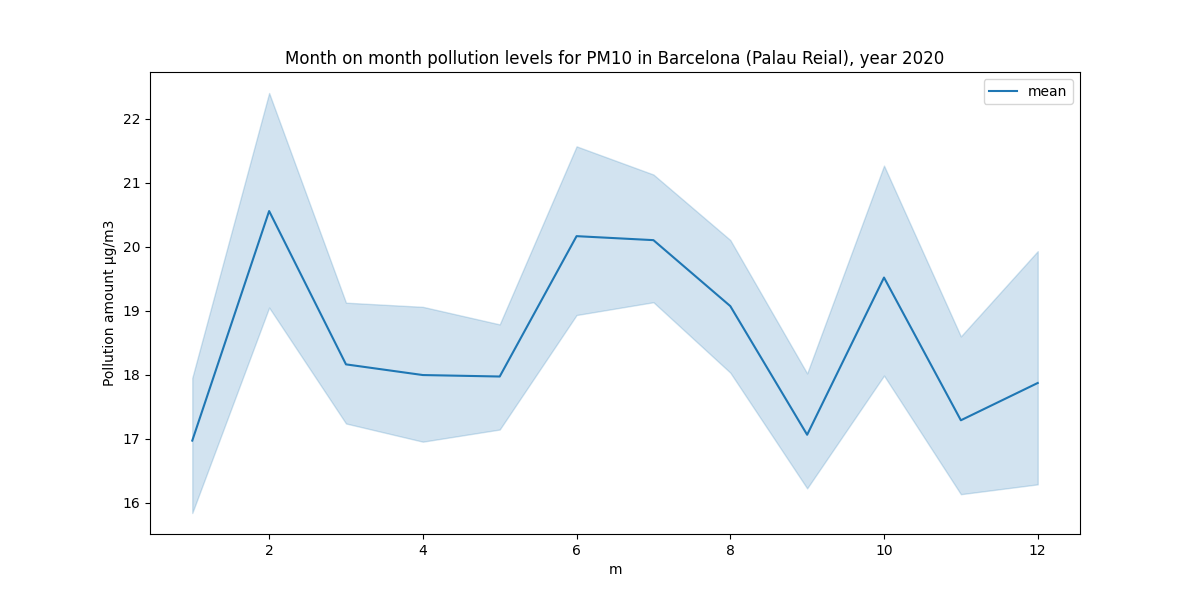 Month on month pollution levels for PM10 in Barcelona (Palau Reial), year 2020
mean
Pollution amount µg/m3
22
21
20
19
18
17
16
2 4 6 8 10 12
m